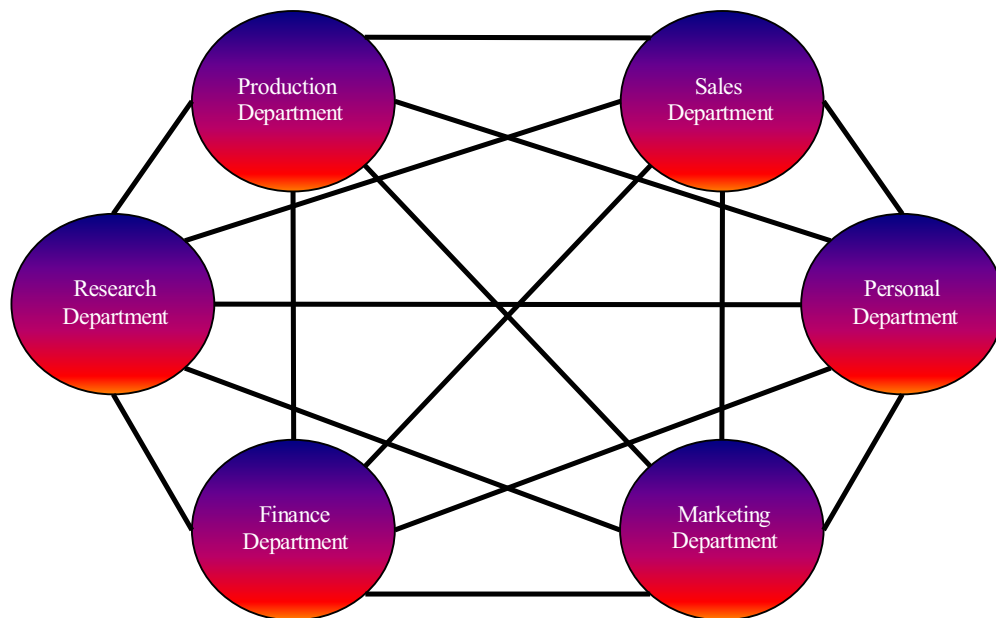 Production
Department
Sales
Department
Research
Department
Personal
Department
Finance
Department
Marketing
Department